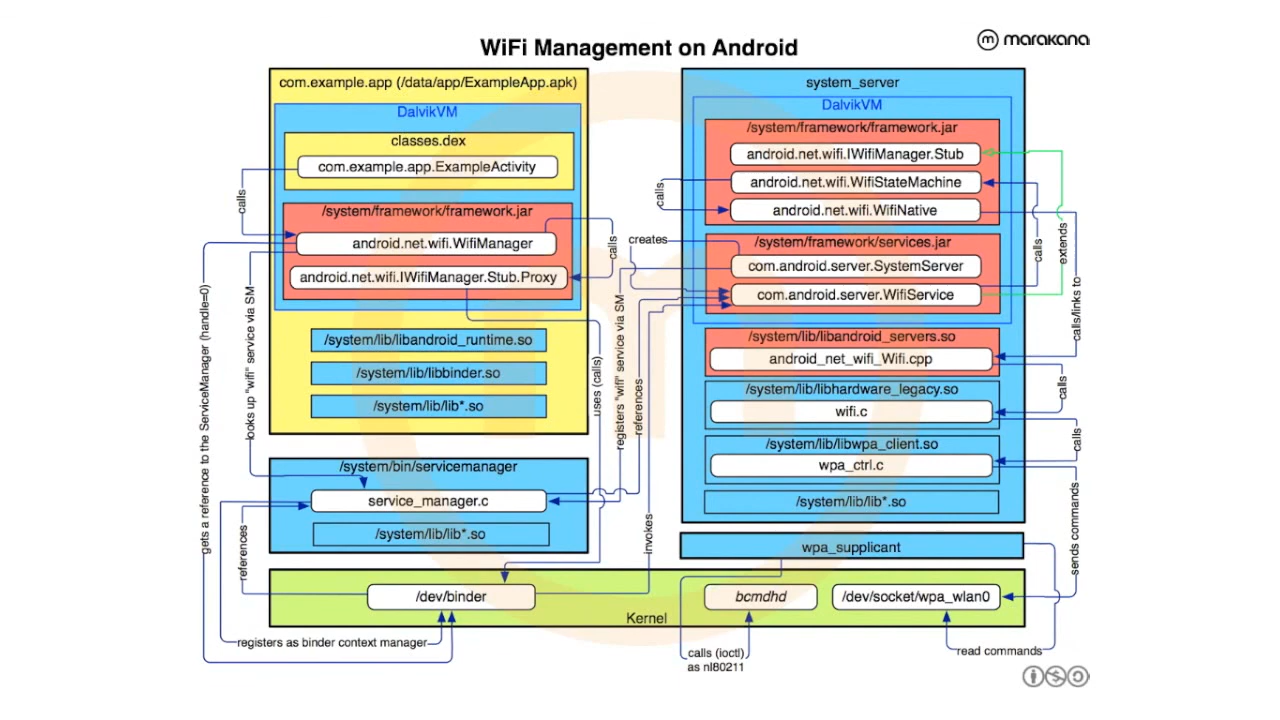 WiFi Management on Android
marakana
com.example.app (/data/app/ExampleApp.apk)
DalvikVM
classes.dex
com.example.app.ExampleActivity
calls
/system/framework/framework.jar
android.net.wifi.WifiManager
calls
android.net.wifi.IWifiManager.Stub.Proxy
/system/lib/libandroid_runtime.so
/system/lib/libbinder.so
/system/lib/lib*.so
gets a reference to the ServiceManager (handle=0)
looks up "wifi" service via SM
uses (calls)
/system/bin/servicemanager
service_manager.c
/system/lib/lib*.so
references
registers as binder context manager
system_server
DalvikVM
/system/framework/framework.jar
android.net.wifi.IWifiManager.Stub
android.net.wifi.WifiStateMachine
android.net.wifi.WifiNative
calls
creates
/system/framework/services.jar
com.android.server.SystemServer
com.android.server.WifiService
calls
extends
registers "wifi" service via SM
references
invokes
calls/links to
/system/lib/libandroid_servers.so
android_net_wifi_Wifi.cpp
calls
/system/lib/libhardware_legacy.so
wifi.c
calls
/system/lib/libwpa_client.so
wpa_ctrl.c
/system/lib/lib*.so
sends commands
wpa_supplicant
/dev/binder
bcmdhd
/dev/socket/wpa_wlan0
Kernel
calls (ioctl)
as nl80211
read commands